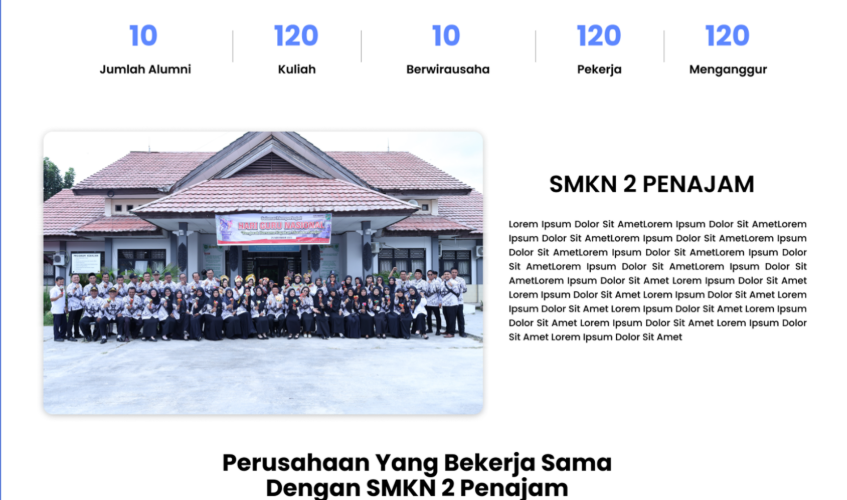 10 120 10 120 120
Jumlah Alumni Kuliah Berwirausaha Pekerja Menganggur
SMKN 2 PENAJAM
Lorem Ipsum Dolor Sit AmetLorem Ipsum Dolor Sit AmetLorem
Ipsum Dolor Sit AmetLorem Ipsum Dolor Sit AmetLorem Ipsum
Dolor Sit AmetLorem Ipsum Dolor Sit AmetLorem Ipsum Dolor
Sit AmetLorem Ipsum Dolor Sit AmetLorem Ipsum Dolor Sit
AmetLorem Ipsum Dolor Sit Amet Lorem Ipsum Dolor Sit Amet
Lorem Ipsum Dolor Sit Amet Lorem Ipsum Dolor Sit Amet Lorem
Ipsum Dolor Sit Amet Lorem Ipsum Dolor Sit Amet Lorem Ipsum
Dolor Sit Amet Lorem Ipsum Dolor Sit Amet Lorem Ipsum Dolor
Sit Amet Lorem Ipsum Dolor Sit Amet
Perusahaan Yang Bekerja Sama
Dengan SMKN 2 Penajam